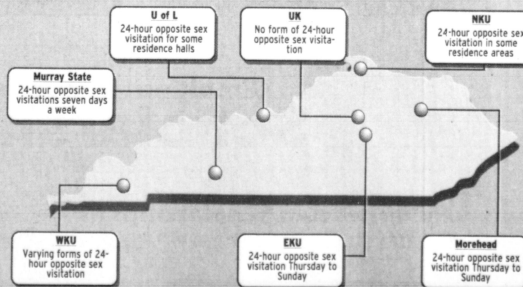 U of L
24-hour opposite sex
visitation for some
residence halls
UK
No form of 24-hour
opposite sex visita-
tion
NKU
24-hour opposite sex
visitation in some
residence areas
Murray State
24-hour opposite sex
visitations seven days
a week
WKU
Varying forms of 24-
hour opposite sex
visitation
EKU
24-hour opposite sex
visitation Thursday to
Sunday
Morehead
24-hour opposite sex
visitation Thursday to
Sunday